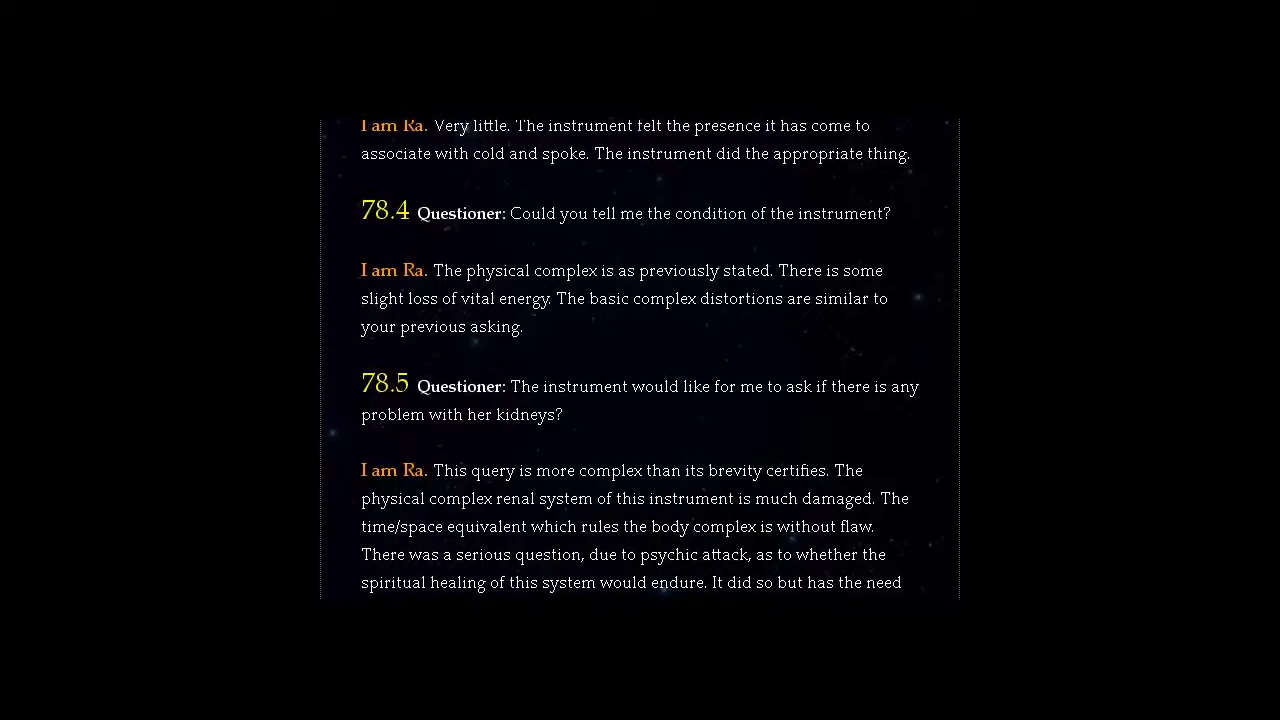 I am Ra. Very little. The instrument felt the presence it has come to
associate with cold and spoke. The instrument did the appropriate thing.
78.4 Questioner: Could you tell me the condition of the instrument?
I am Ra. The physical complex is as previously stated. There is some
slight loss of vital energy. The basic complex distortions are similar to
your previous asking.
78.5 Questioner: The instrument would like for me to ask if there is any
problem with her kidneys?
I am Ra. This query is more complex than its brevity certifies. The
physical complex renal system of this instrument is much damaged. The
time/space equivalent which rules the body complex is without flaw.
There was a serious question, due to psychic attack, as to whether the
spiritual healing of this system would endure. It did so but has the need